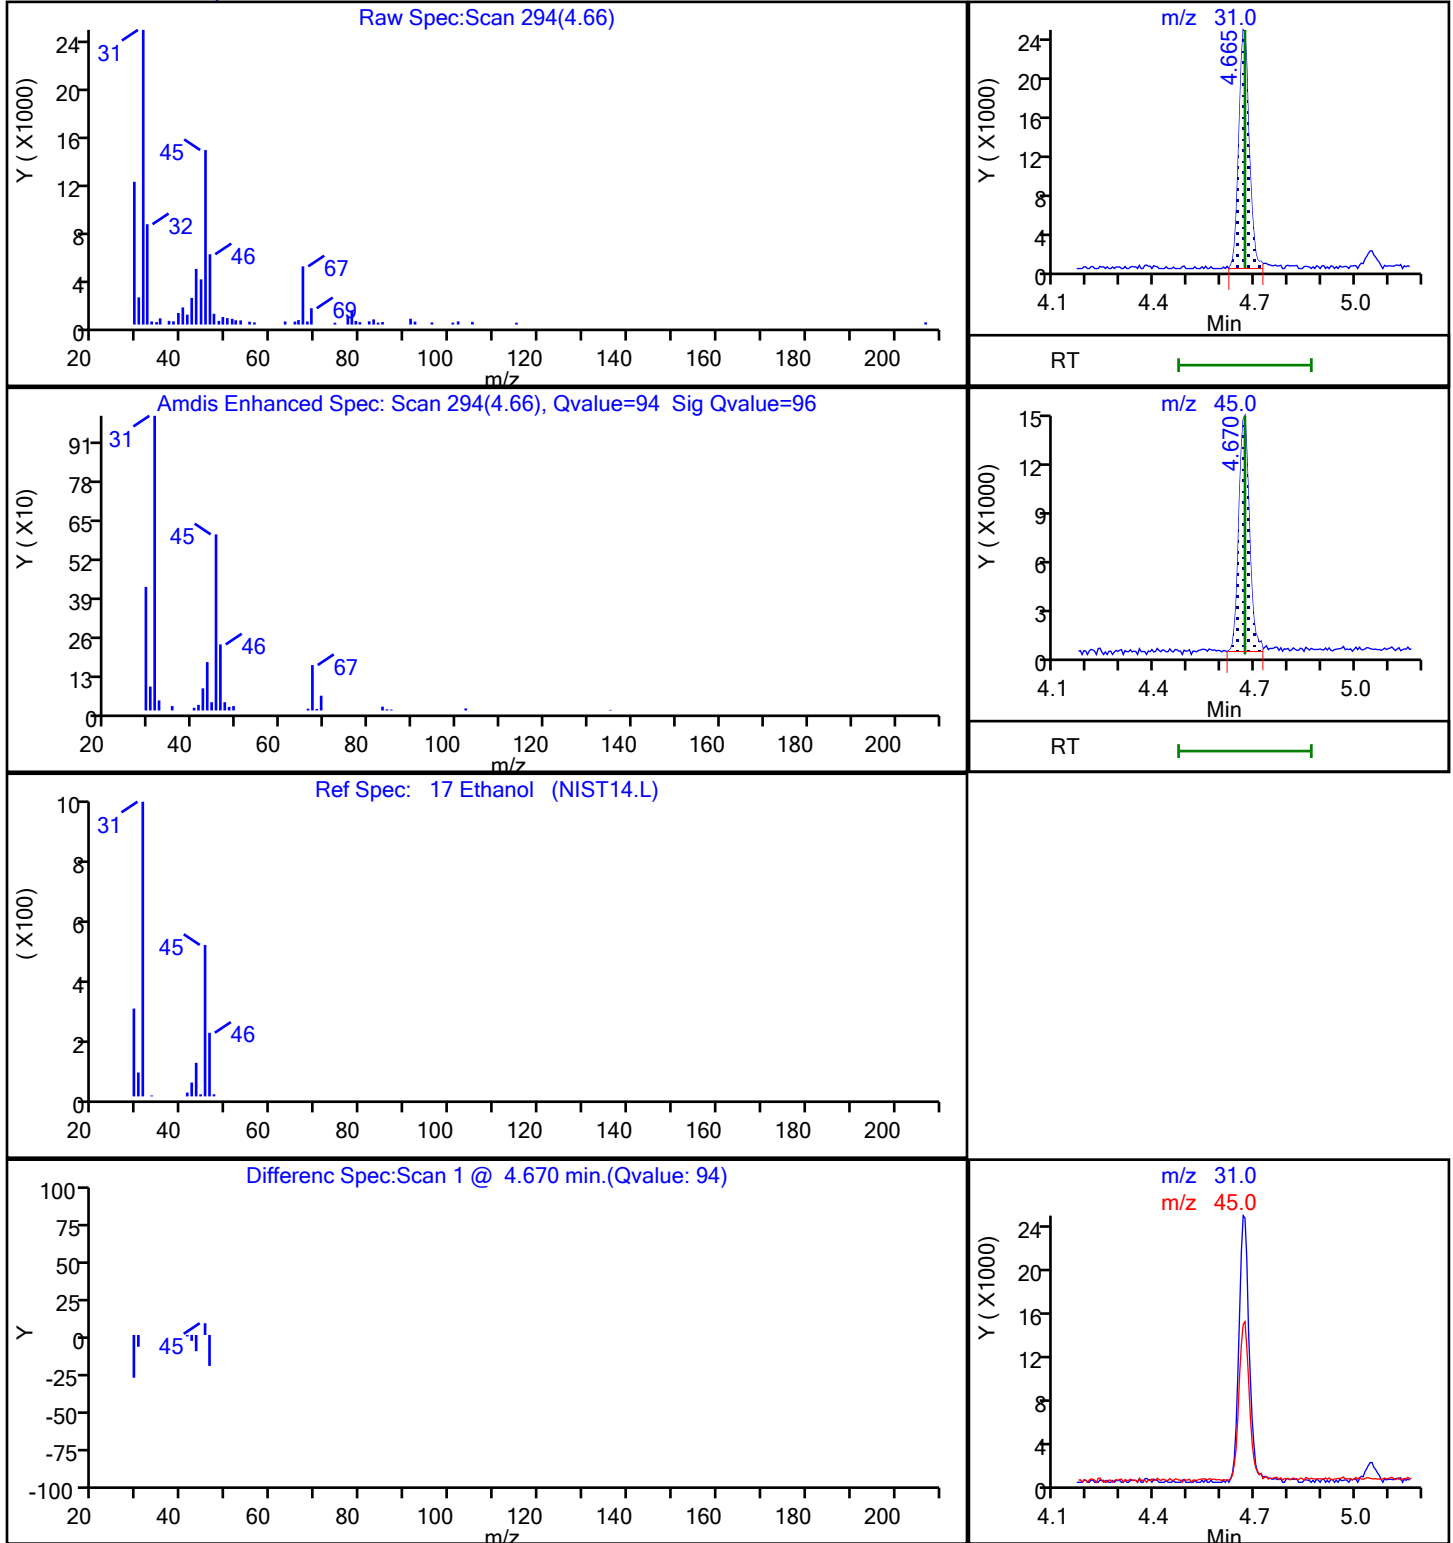 Raw Spec:Scan 294(4.66)
Y ( X1000)
24
20
16
12
8
4
0
31
45
32
46
67
69
20 40 60 80 100 120 140 160 180 200
m/z
m/z 31.0
Y ( X1000)
24
20
16
12
8
4
0
4.665
4.1 4.4 4.7 5.0
Min
RT
Amdis Enhanced Spec: Scan 294(4.66), Qvalue=94 Sig Qvalue=96
Y ( X10)
91
78
65
52
39
26
13
0
31
45
46
67
20 40 60 80 100 120 140 160 180 200
m/z
m/z 45.0
Y ( X1000)
15
12
9
6
3
0
4.670
4.1 4.4 4.7 5.0
Min
RT
Ref Spec: 17 Ethanol (NIST14.L)
( X100)
10
8
6
4
2
0
31
45
46
20 40 60 80 100 120 140 160 180 200
Differenc Spec:Scan 1 @ 4.670 min.(Qvalue: 94)
Y
100
75
50
25
0
-25
-50
-75
-100
45
20 40 60 80 100 120 140 160 180 200
m/z
m/z 31.0
m/z 45.0
Y ( X1000)
24
20
16
12
8
4
0
4.1 4.4 4.7 5.0
Min